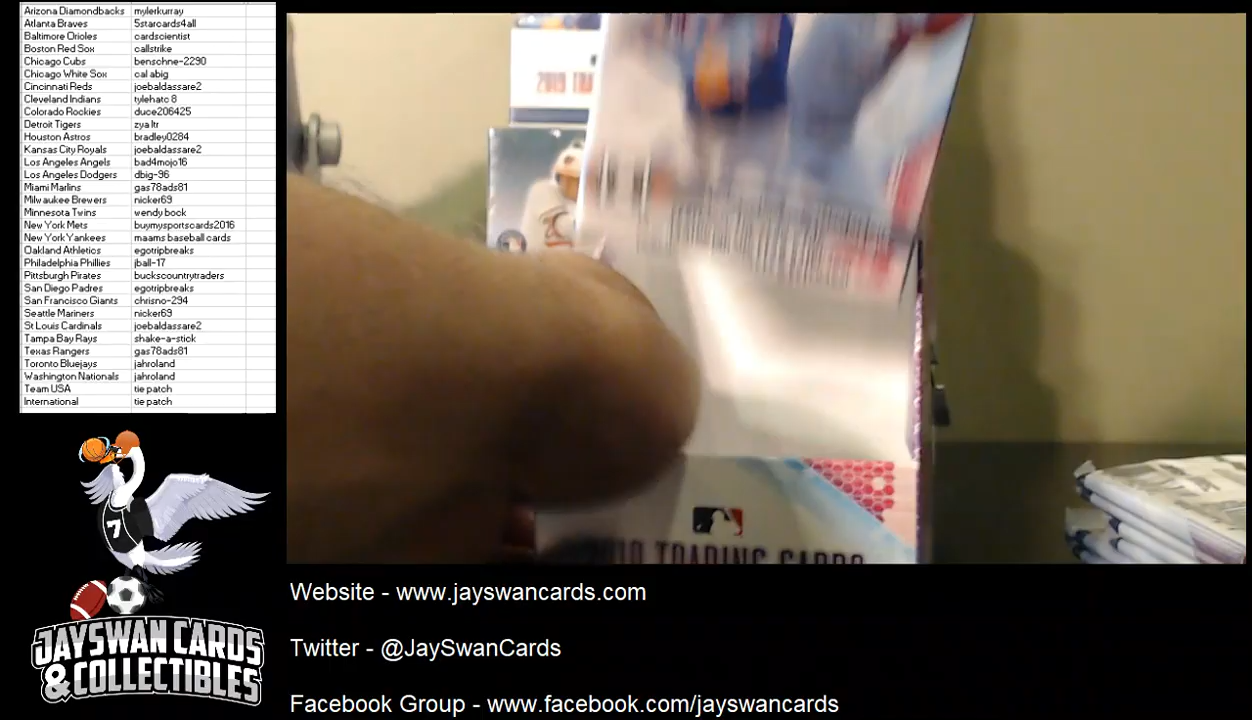 Arizona Diamondbacks mylerkurray
Atlanta Braves 5starcards4all
Baltimore Orioles cardscientist
Boston Red Sox callstrike
Chicago Cubs benschne-2290
Chicago White Sox cal abig
Cincinnati Reds joebaldassare2
Cleveland Indians tylehatc 8
Colorado Rockies duce206425
Detroit Tigers zya ltr
Houston Astros bradley0284
Kansas City Royals joebaldassare2
Los Angeles Angels bad4mojo16
Los Angeles Dodgers dbig-96
Miami Marlins gas78ads81
Milwaukee Brewers nicker69
Minnesota Twins wendy bock
New York Mets buymysportscards2016
New York Yankees maams baseball cards
Oakland Athletics egotripbreaks
Philadelphia Phillies jball-17
Pittsburgh Pirates buckscountrytraders
San Diego Padres egotripbreaks
San Francisco Giants chrisno-294
Seattle Mariners nicker69
St Louis Cardinals joebaldassare2
Tampa Bay Rays shake-a-stick
Texas Rangers gas78ads81
Toronto Bluejays jahroland
Washington Nationals jahroland
Team USA tie patch
International tie patch
2019 TRA
TRADING CARDS
7
JAYSWAN CARDS
& COLLECTIBLES
Website - www.jayswancards.com
Twitter - @JaySwanCards
Facebook Group - www.facebook.com/jayswancards